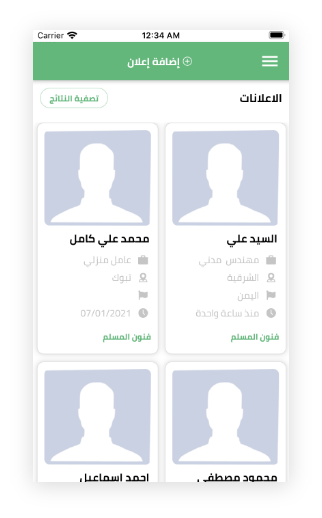 Carrier 12:34 AM
إضافة إعلان
الاعلانات
تصفية النتائج
السيد علي
مهندس مدني
الشرقية
اليمن
منذ ساعة واحدة
فنون المسلم
محمد علي كامل
عامل منزلي
تبوك
07/01/2021
فنون المسلم
محمود مصطفى
احمد اسماعيل